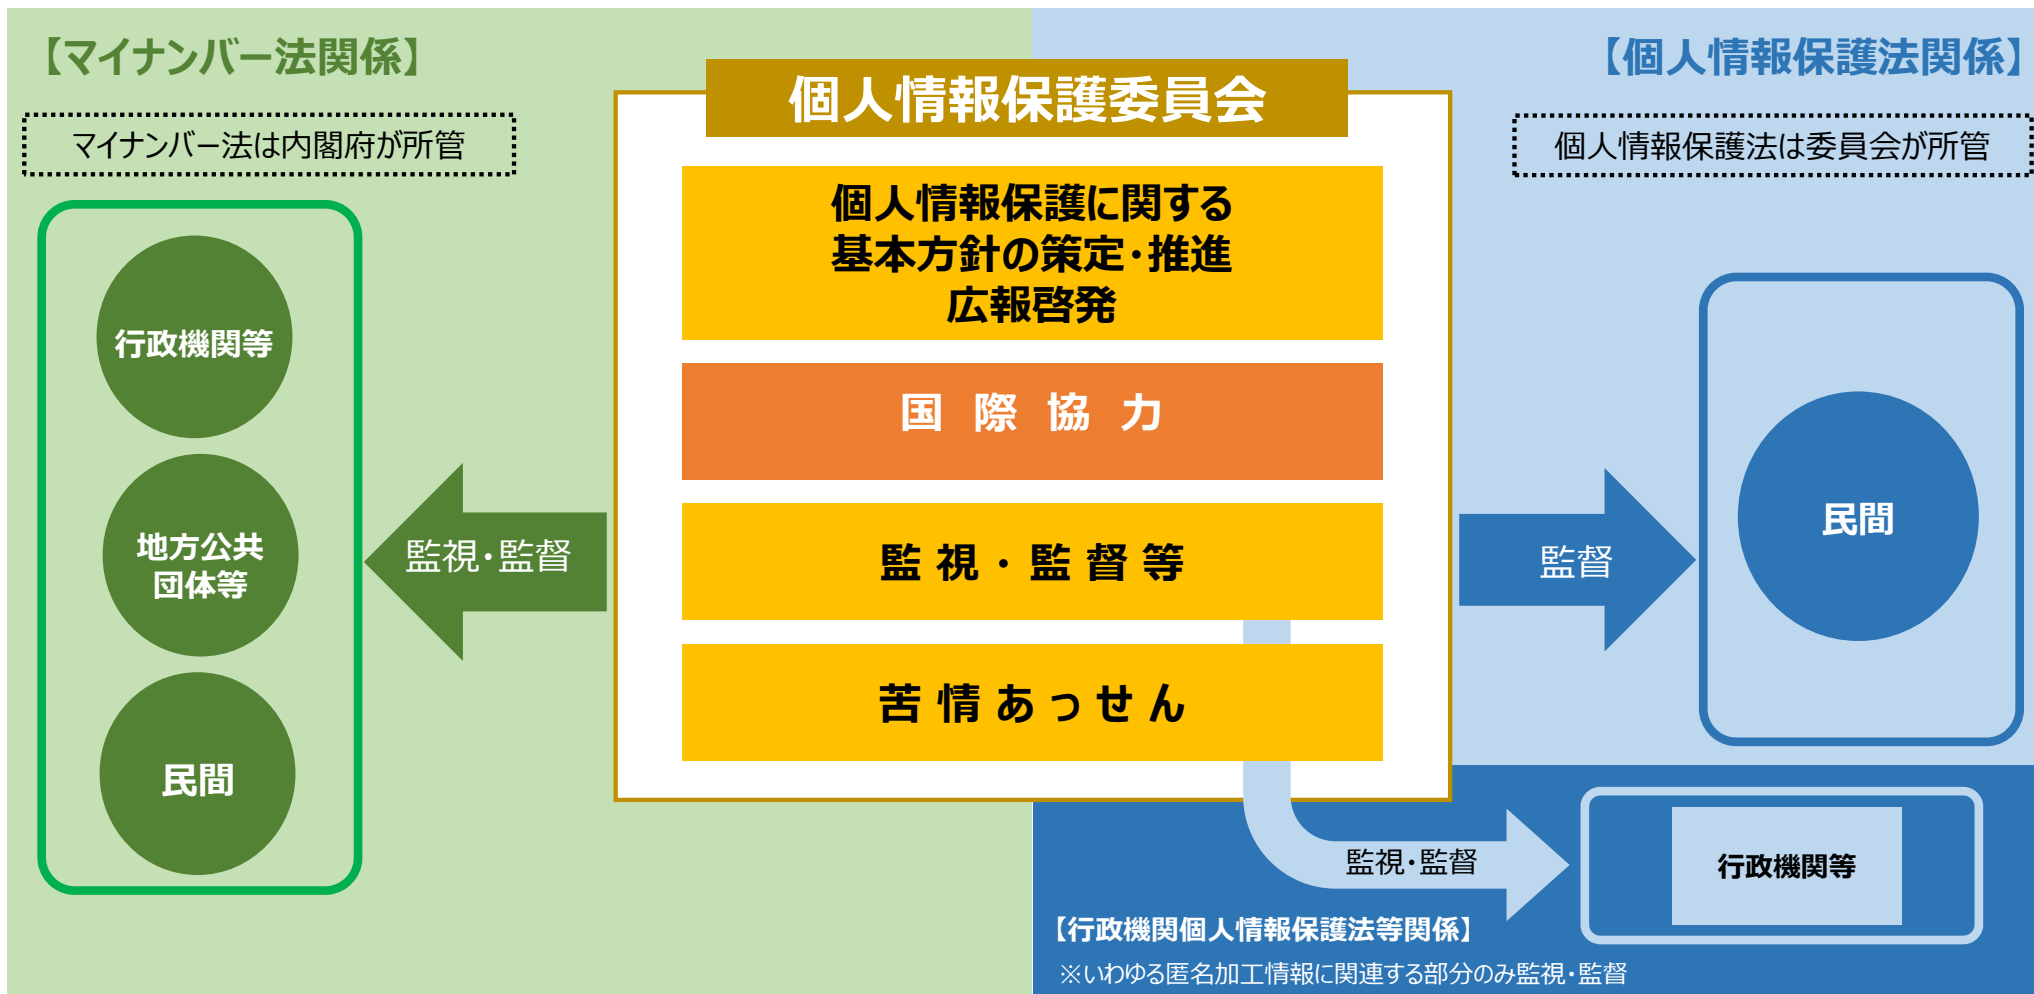 【マイナンバー法関係】
マイナンバー法は内閣府が所管
行政機関等
地方公共
団体等
民間
監視・監督
個人情報保護委員会
個人情報保護に関する
基本方針の策定・推進
広報啓発
国際協力
監視・監督等
苦情あっせん
【個人情報保護法関係】
個人情報保護法は委員会が所管
監督
民間
監視・監督
行政機関等
【行政機関個人情報保護法等関係】
※いわゆる匿名加工情報に関連する部分のみ監視・監督